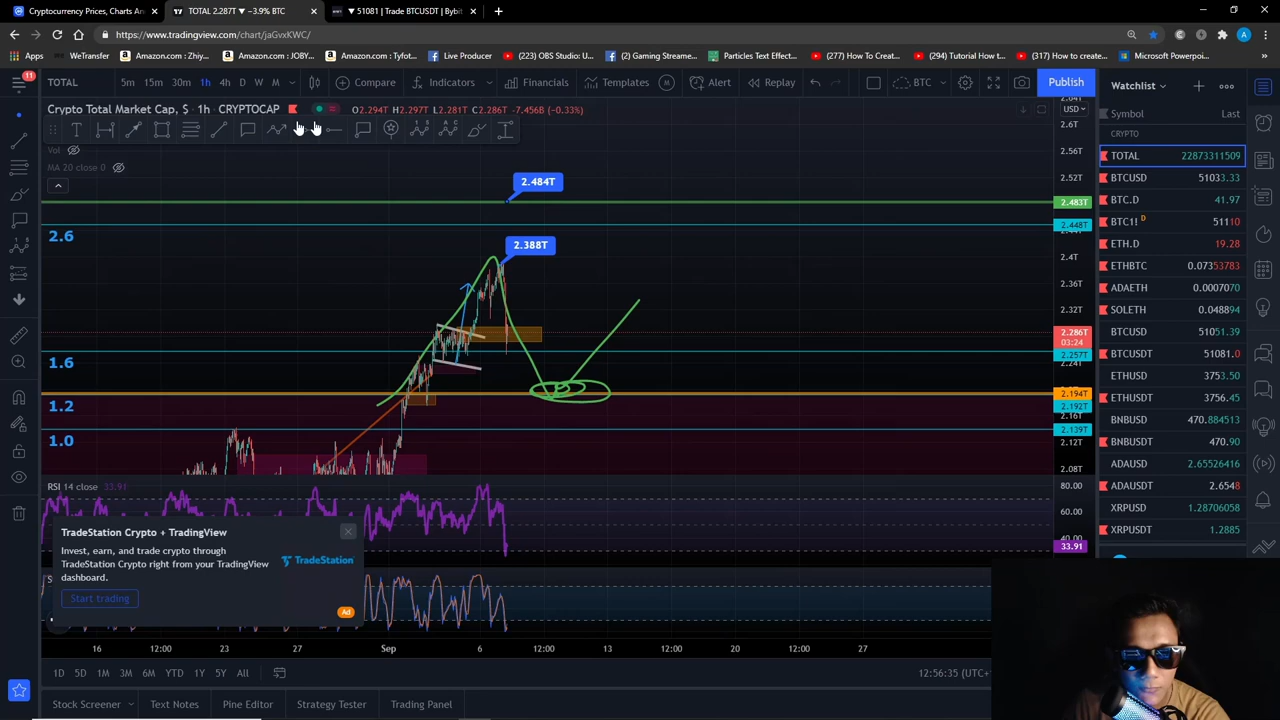 Cryptocurrency Prices, Charts An
TOTAL 2.287T ▼ −3.9% BTC
▼ 51081 | Trade BTCUSDT | Bybit
https://www.tradingview.com/chart/jaGvxKWC/
Apps
WeTransfer
Amazon.com : Zhiy...
Amazon.com: JOBY...
Amazon.com : Tyfot...
Live Producer
(223) OBS Studio: U...
(2) Gaming Streame...
Particles Text Effect...
(277) How To Creat...
(294) Tutorial How t...
(317) How to create...
Microsoft Powerpoi...
11
TOTAL
5m
15m
30m
1h
4h
D
W
M
Compare
Indicators
Financials
Templates
M
Alert
Replay
BTC
Publish
Crypto Total Market Cap, $ · 1h · CRYPTOCAP
O2.294T H2.297T L2.281T C2.286T -7.456B (−0.33%)
Vol
MA 20 close 0
USD
2.6T
2.56T
2.52T
2.483T
2.448T
2.4T
2.36T
2.32T
2.286T
03:24
2.257T
2.24T
2.194T
2.192T
2.16T
2.139T
2.12T
2.08T
2.484T
2.388T
2.6
1.6
1.2
1.0
RSI 14 close 33.91
80.00
60.00
40.00
33.91
TradeStation Crypto + TradingView
Invest, earn, and trade crypto through
TradeStation Crypto right from your TradingView
dashboard.
TradeStation
Start trading
Ad
16
12:00
23
27
Sep
6
12:00
13
12:00
20
12:00
27
1D
5D
1M
3M
6M
YTD
1Y
5Y
All
12:56:35 (UTC+
Stock Screener
Text Notes
Pine Editor
Strategy Tester
Trading Panel
Watchlist
Symbol
Last
CRYPTO
TOTAL 22873311509
BTCUSD 51033.33
BTC.D 41.97
BTC1! D 51110
ETH.D 19.28
ETHBTC 0.07353783
ADAETH 0.0007070
SOLETH 0.048894
BTCUSD 51051.39
BTCUSDT 51081.0
ETHUSD 3753.50
ETHUSDT 3756.45
BNBUSD 470.884513
BNBUSDT 470.90
ADAUSD 2.65526416
ADAUSDT 2.6548
XRPUSD 1.28706058
XRPUSDT 1.2885